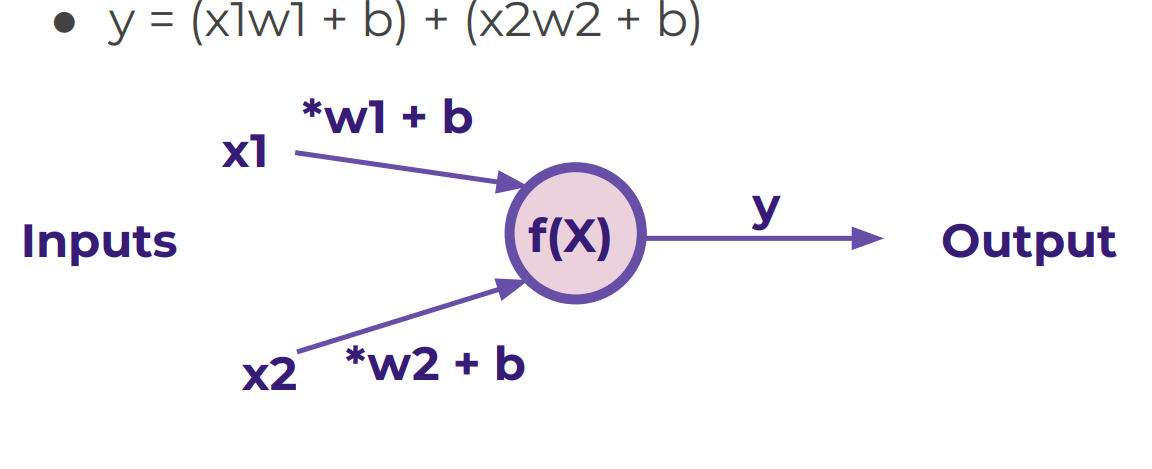 ● y = (x1w1 + b) + (x2w2 + b)
*w1 + b
x1
f(X)
y
Inputs
Output
x2
*w2 + b